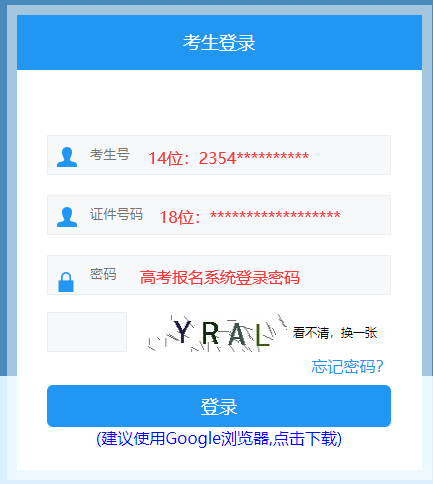 考生登录
考生号 14位：2354**********
证件号码 18位：******************
密码 高考报名系统登录密码
YRAL 看不清，换一张
忘记密码？
登录
(建议使用Google浏览器,点击下载)